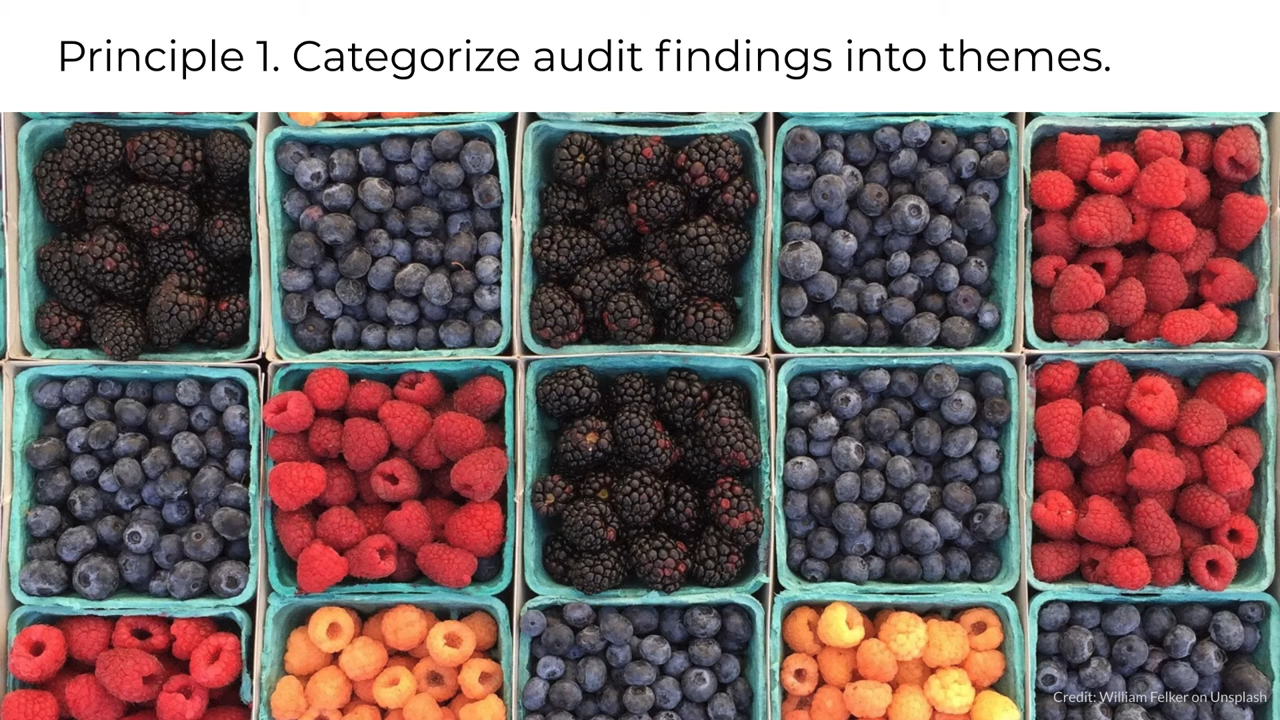 Principle 1. Categorize audit findings into themes.
Credit: William Felker on Unsplash